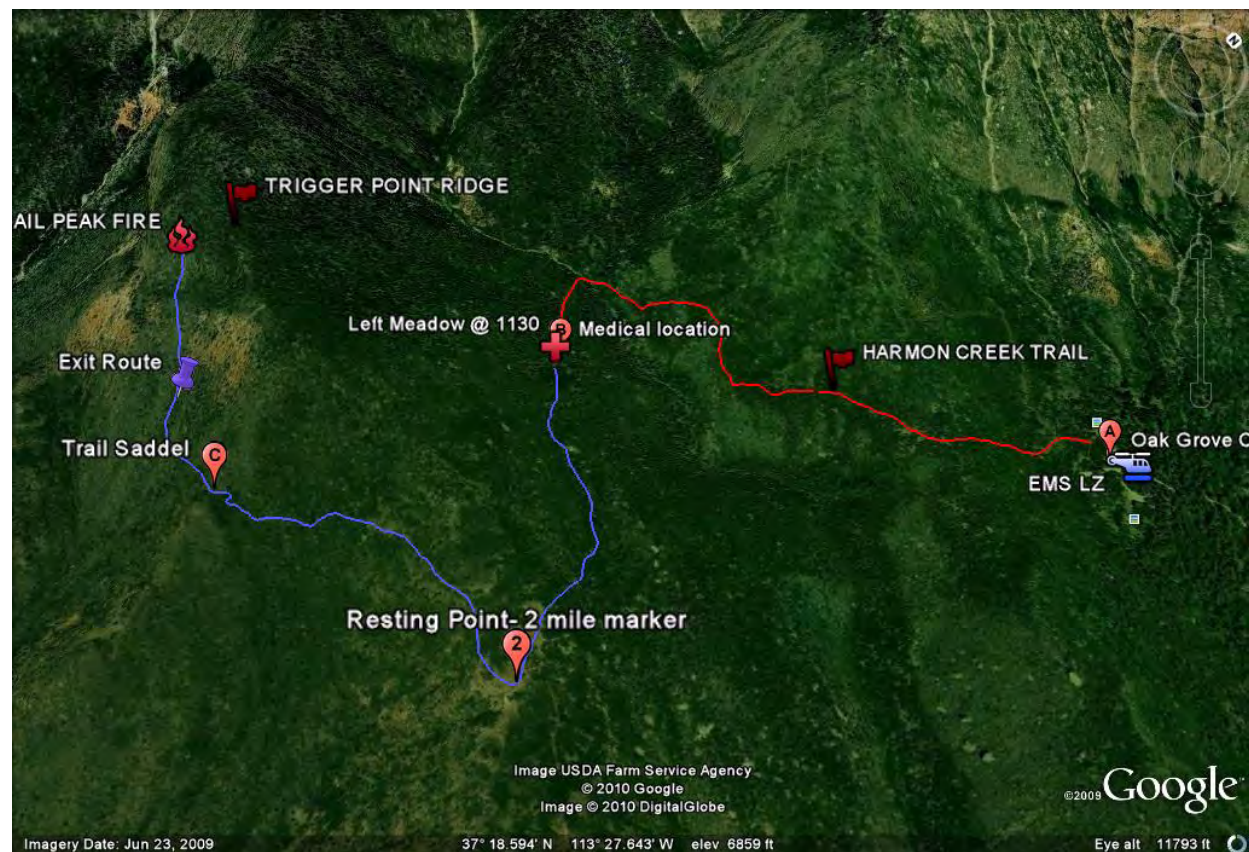 N
TRIGGER POINT RIDGE
AIL PEAK FIRE
Left Meadow @ 1130
B
Medical location
HARMON CREEK TRAIL
Exit Route
Trail Saddel
C
A
Oak Grove C
EMS LZ
Resting Point- 2 mile marker
2
Image USDA Farm Service Agency
© 2010 Google
Image © 2010 DigitalGlobe
©2009 Google
Imagery Date: Jun 23, 2009
37° 18.594' N 113° 27.643' W elev 6859 ft
Eye alt 11793 ft